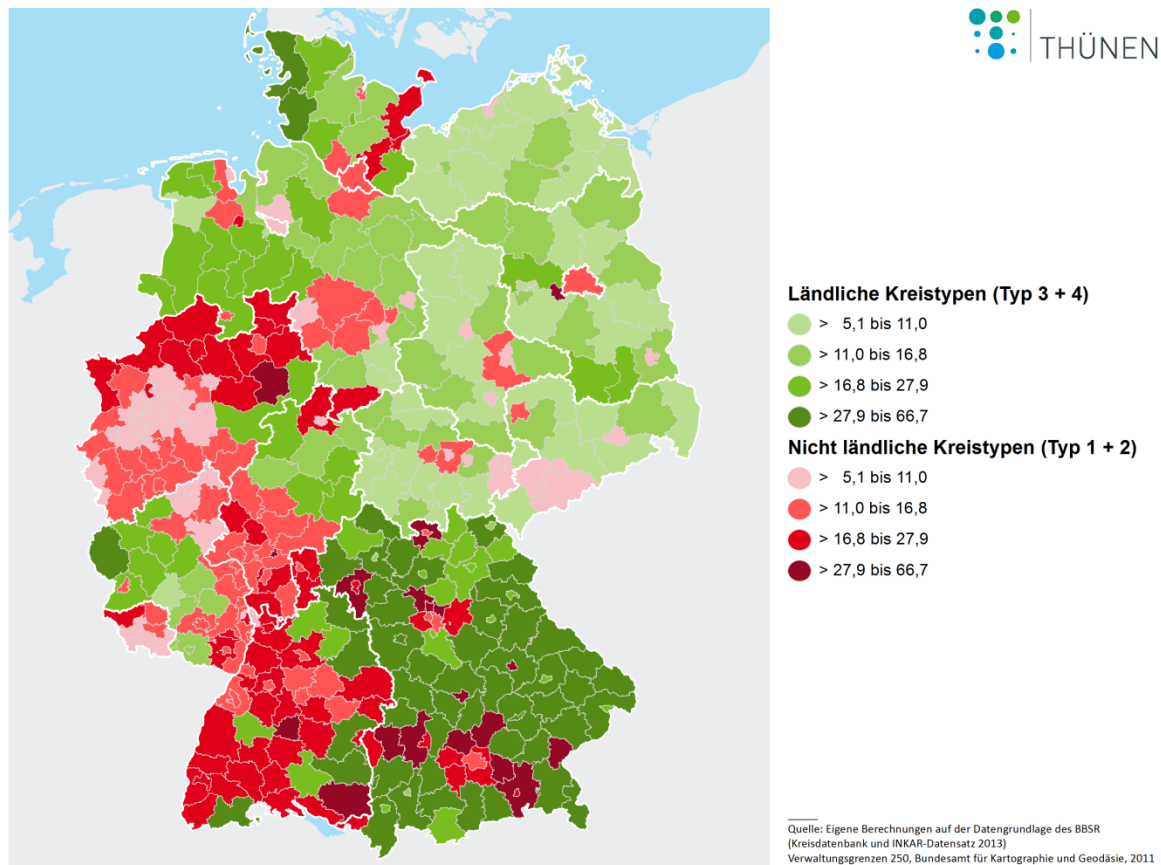 THÜNEN
Ländliche Kreistypen (Typ 3 + 4)
> 5,1 bis 11,0
> 11,0 bis 16,8
> 16,8 bis 27,9
> 27,9 bis 66,7
Nicht ländliche Kreistypen (Typ 1 + 2)
> 5,1 bis 11,0
> 11,0 bis 16,8
> 16,8 bis 27,9
> 27,9 bis 66,7
Quelle: Eigene Berechnungen auf der Datengrundlage des BBSR
(Kreisdatenbank und INKAR-Datensatz 2013)
Verwaltungsgrenzen 250, Bundesamt für Kartographie und Geodäsie, 2011